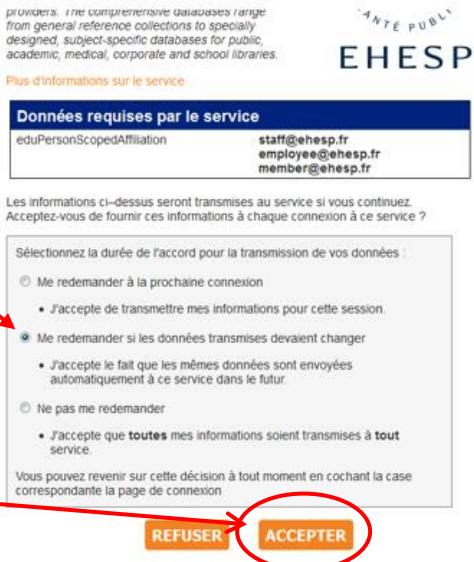 providers. The comprehensive databases range
from general reference collections to specially
designed, subject-specific databases for public,
academic, medical, corporate and school libraries.
SANTÉ PUBL
EHESP
Plus d'informations sur le service
Données requises par le service
eduPersonScopedAffiliation
staff@ehesp.fr
employee@ehesp.fr
member@ehesp.fr
Les informations ci–dessus seront transmises au service si vous continuez.
Acceptez-vous de fournir ces informations à chaque connexion à ce service ?
Sélectionnez la durée de l'accord pour la transmission de vos données :
Me redemander à la prochaine connexion
• J'accepte de transmettre mes informations pour cette session.
Me redemander si les données transmises devaient changer
• J'accepte le fait que les mêmes données sont envoyées
automatiquement à ce service dans le futur.
Ne pas me redemander
• J'accepte que toutes mes informations soient transmises à tout
service.
Vous pouvez revenir sur cette décision à tout moment en cochant la case
correspondante la page de connexion
REFUSER ACCEPTER